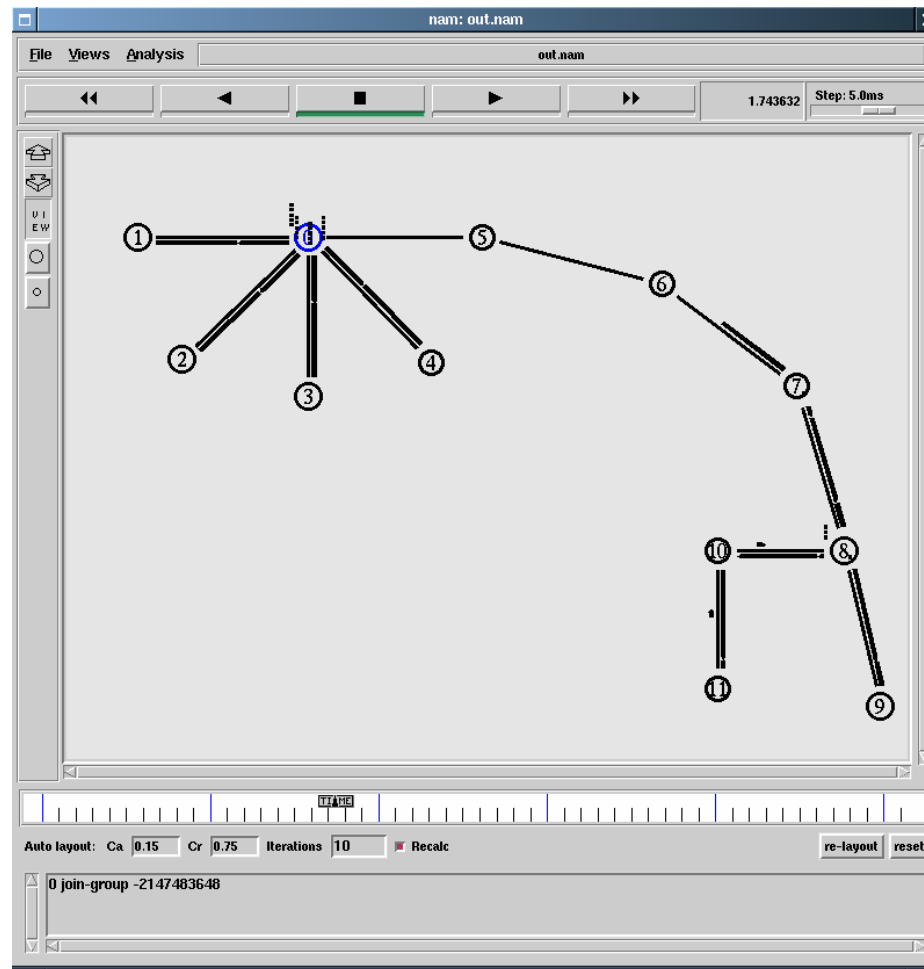 nam: out.nam
File Views Analysis out.nam
1.743632 Step: 5.0ms
VIEW
1
0
5
6
2
4
3
7
10
8
11
9
TIME
Auto layout: Ca 0.15 Cr 0.75 Iterations 10 Recalc re-layout reset
0 join-group -2147483648